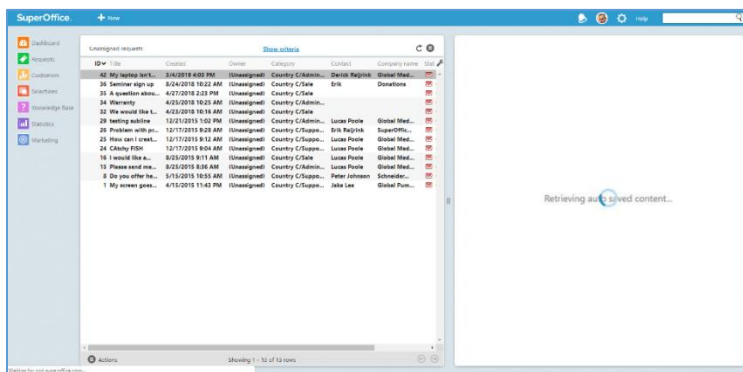 SuperOffice.
+ New
Help
Dashboard
Requests
Customers
Selections
Knowledge Base
Statistics
Marketing
Unassigned requests Show criteria
ID Title Created Owner Category Contact Company name Stat
42 My laptop isn't... 3/4/2019 4:03 PM (Unassigned) Country C/Admin... Derick Reijrink Global Med...
36 Seminar sign up 8/24/2018 10:22 AM (Unassigned) Country C/Sale Erik Donations
35 A question abou... 4/27/2018 2:23 PM (Unassigned) Country C/Sale
34 Warranty 4/25/2018 10:25 AM (Unassigned) Country C/Admin...
32 We would like t... 4/23/2018 10:16 AM (Unassigned) Country C/Sale
29 testing subline 12/21/2015 1:02 PM (Unassigned) Country C/Admin... Lucas Poole Global Med...
26 Problem with pr... 12/17/2015 9:28 AM (Unassigned) Country C/Suppo... Erik Reijrink SuperOffic...
25 How can I creat... 12/17/2015 9:12 AM (Unassigned) Country C/Suppo... Lucas Poole Global Med...
24 CAtchy FISH 12/17/2015 9:04 AM (Unassigned) Country C/Suppo... Lucas Poole Global Med...
16 I would like a... 8/25/2015 9:11 AM (Unassigned) Country C/Sale Lucas Poole Global Med...
15 Please send me... 8/25/2015 8:36 AM (Unassigned) Country C/Admin... Lucas Poole Global Med...
8 Do you offer he... 5/15/2015 10:55 AM (Unassigned) Country C/Suppo... Peter Johnson Schneider...
1 My screen goes... 4/15/2015 11:43 PM (Unassigned) Country C/Suppo... Jake Lee Global Pum...
Retrieving auto saved content...
Actions Showing 1 - 13 of 13 rows